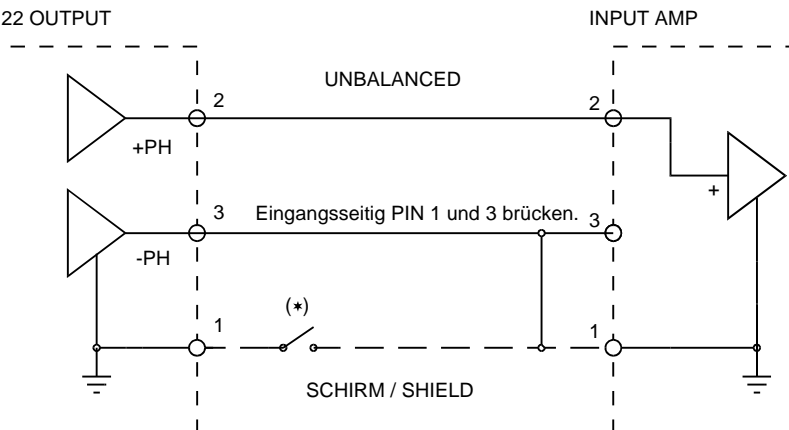 22 OUTPUT
INPUT AMP
UNBALANCED
2
2
+PH
+
3
Eingangsseitig PIN 1 und 3 brücken.
3
-PH
(*)
1
1
SCHIRM / SHIELD